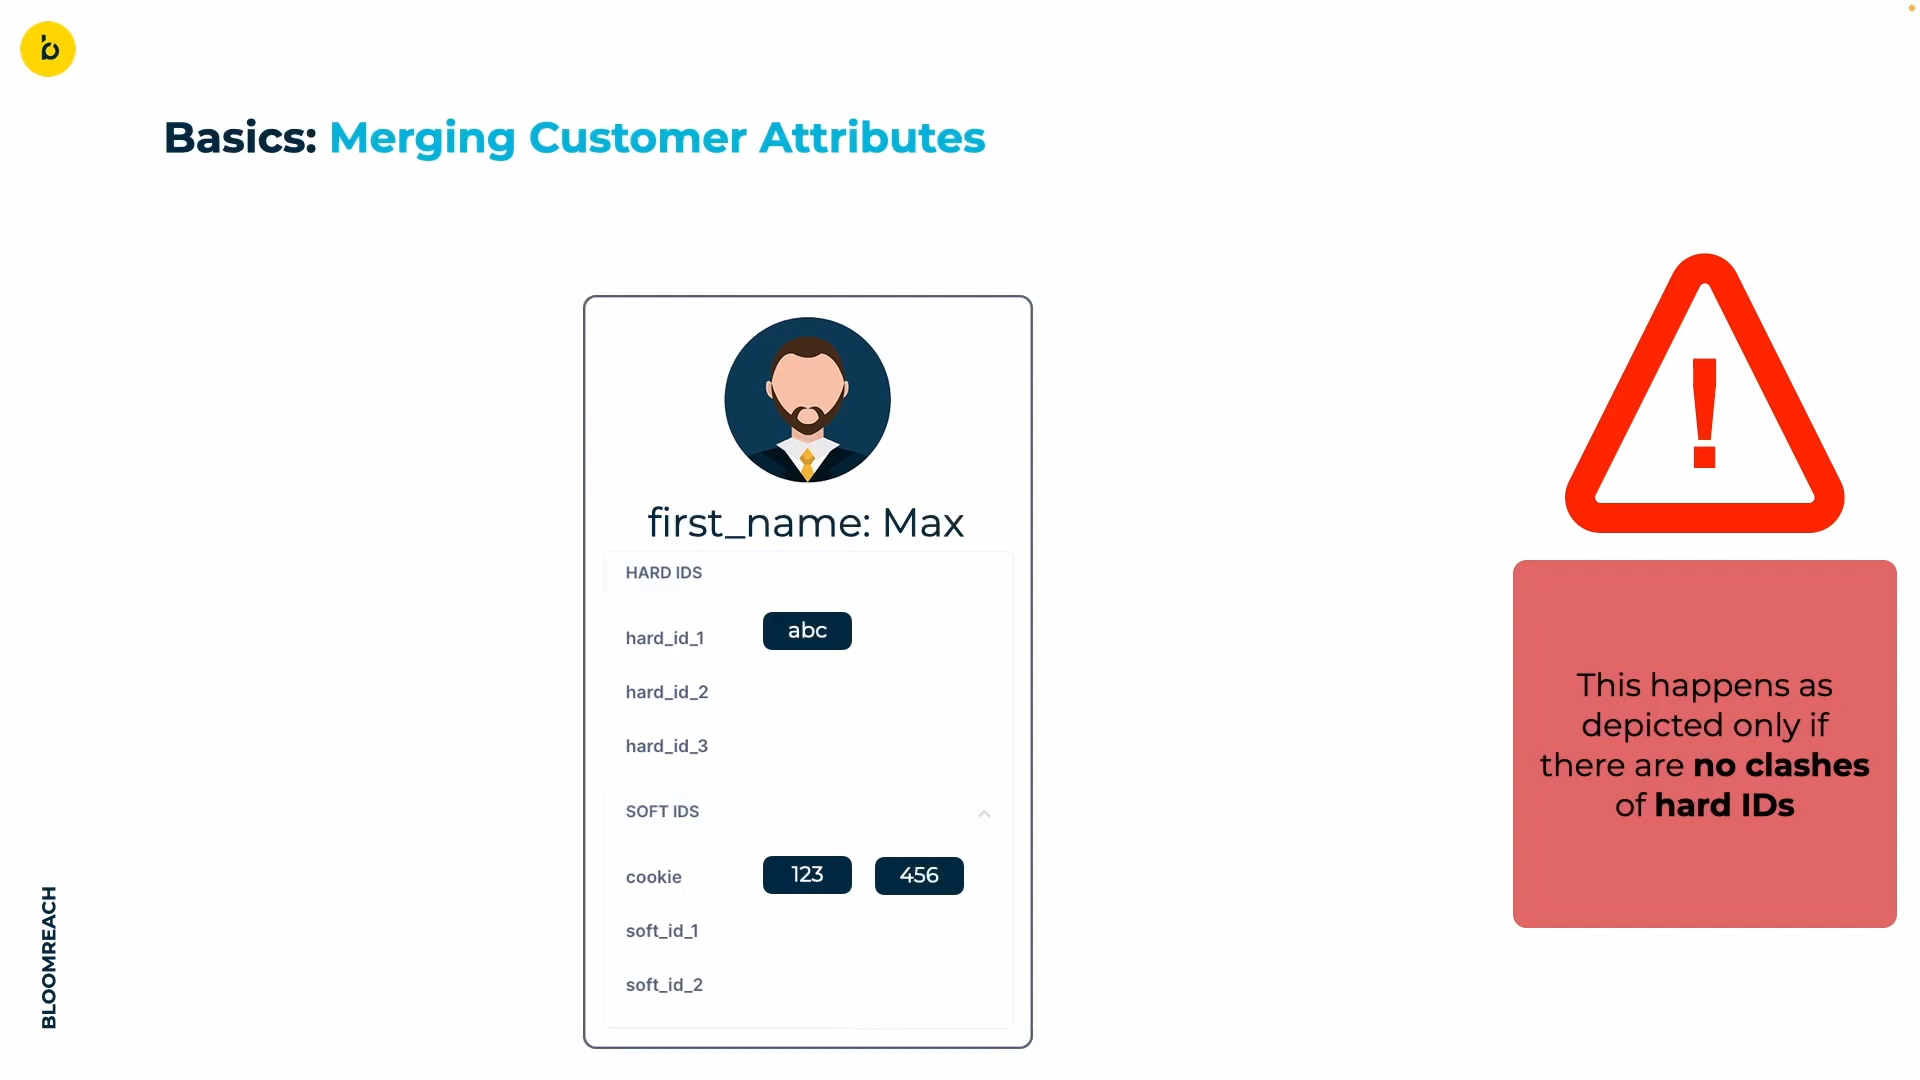 Basics: Merging Customer Attributes
first_name: Max
HARD IDS
hard_id_1 abc
hard_id_2
hard_id_3
SOFT IDS
cookie 123 456
soft_id_1
soft_id_2
!
This happens as
depicted only if
there are no clashes
of hard IDs
BLOOMREACH